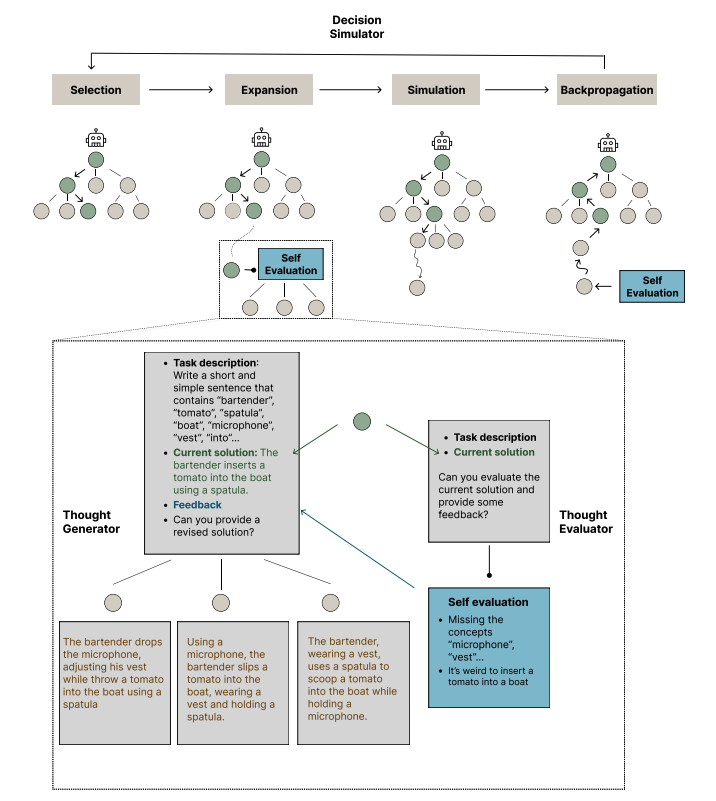 Decision
Simulator
Selection
Expansion
Simulation
Backpropagation
Self
Evaluation
Self
Evaluation
• Task description:
Write a short and
simple sentence that
contains “bartender”,
“tomato”, “spatula”,
“boat”, “microphone”,
“vest”, “into”...
• Current solution: The
bartender inserts a
tomato into the boat
using a spatula.
• Feedback
• Can you provide a
revised solution?
Thought
Generator
• Task description
• Current solution
Can you evaluate the
current solution and
provide some
feedback?
Thought
Evaluator
Self evaluation
• Missing the
concepts
“microphone”,
“vest”...
• It’s weird to insert a
tomato into a boat
The bartender drops
the microphone,
adjusting his vest
while throw a tomato
into the boat using a
spatula
Using a
microphone, the
bartender slips a
tomato into the
boat, wearing a
vest and holding a
spatula.
The bartender,
wearing a vest,
uses a spatula to
scoop a tomato
into the boat while
holding a
microphone.